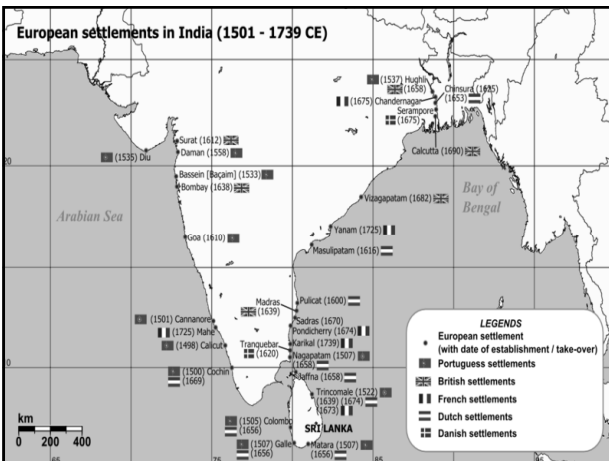 European settlements in India (1501 - 1739 CE)
(1537) Hughli
(1658)
Chinsura (1625)
(1653)
(1675) Chandernagar
Serampore
(1675)
Surat (1612)
Daman (1558)
(1535) Diu
Calcutta (1690)
20
Bassein [Baçaim] (1533)
Bombay (1638)
Vizagapatam (1682)
Bay of
Bengal
Arabian Sea
Yanam (1725)
Goa (1610)
Masulipatam (1616)
Madras
(1639)
Pulicat (1600)
(1501) Cannanore
Sadras (1670)
(1725) Mahe
Pondicherry (1674)
(1498) Calicut
Tranquebar
(1620)
Karikal (1739)
Nagapatam (1507)
(1658)
(1500) Cochin
(1669)
Jaffna (1658)
Trincomale (1522)
(1639) (1674)
(1673)
(1505) Colombo
(1656)
SRI LANKA
(1507) Galle
(1656)
Matara (1507)
(1656)
LEGENDS
European settlement
(with date of establishment / take-over)
Portuguess settlements
British settlements
French settlements
Dutch settlements
Danish settlements
km
0 200 400